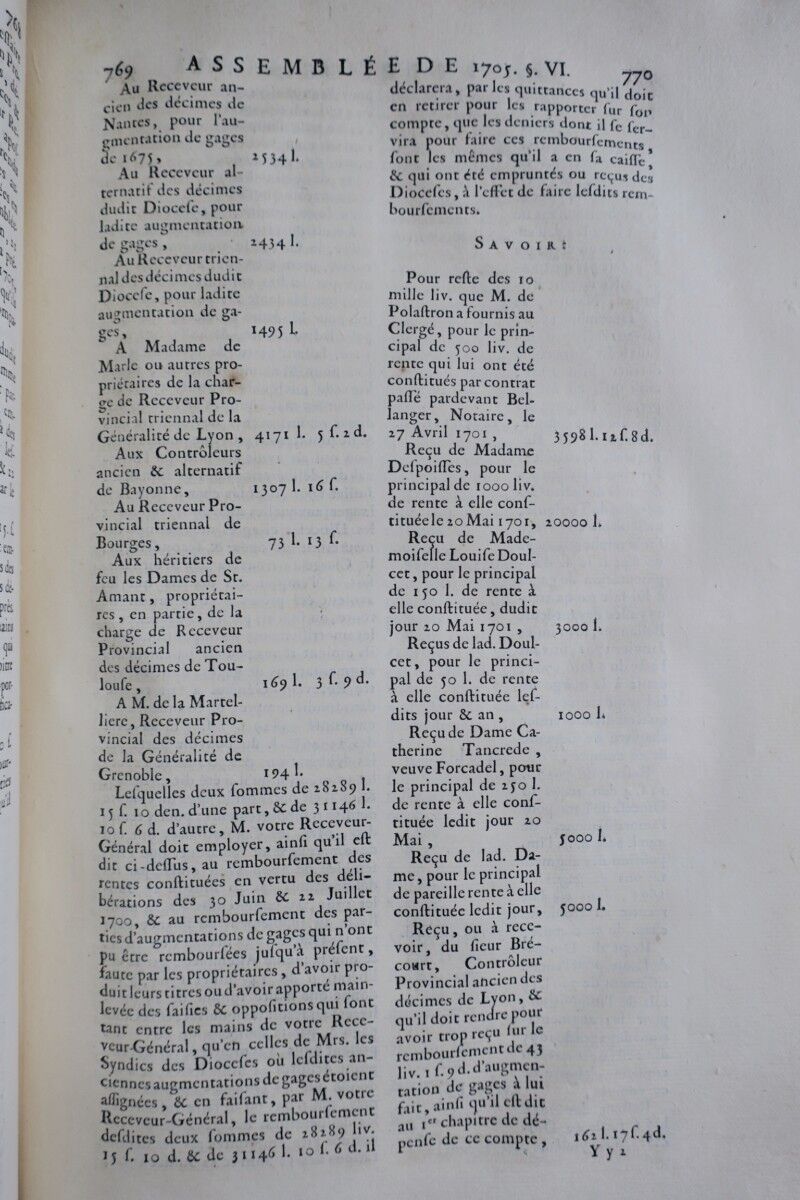 769 ASSEMBLÉE DE 1705. §. VI. 770
Au Receveur an-
cien des décimes de
Nantes, pour l'au-
gmentation de gages
de 1675, 2534 l.
Au Receveur al-
ternatif des décimes
dudit Diocese, pour
ladite augmentation
de gages, 2434 l.
Au Receveur trien-
nal des décimes dudit
Diocese, pour ladite
augmentation de ga-
ges, 1495 l.
A Madame de
Marle ou autres pro-
priétaires de la char-
ge de Receveur Pro-
vincial triennal de la
Généralité de Lyon, 4171 l. 5 ſ. 2 d.
Aux Contrôleurs
ancien & alternatif
de Bayonne, 1307 l. 16 ſ.
Au Receveur Pro-
vincial triennal de
Bourges, 73 l. 13 ſ.
Aux héritiers de
feu les Dames de St.
Amant, propriétai-
res, en partie, de la
charge de Receveur
Provincial ancien
des décimes de Tou-
louſe, 169 l. 3 ſ. 9 d.
A M. de la Martel-
liere, Receveur Pro-
vincial des décimes
de la Généralité de
Grenoble, 194 l.
Leſquelles deux ſommes de 28289 l.
15 ſ. 10 den. d'une part, & de 31146 l.
10 ſ. 6 d. d'autre, M. votre Receveur-
Général doit employer, ainſi qu'il eſt
dit ci-deſſus, au rembourſement des
rentes conſtituées en vertu des déli-
bérations des 30 Juin & 22 Juillet
1700, & au rembourſement des par-
ties d'augmentations de gages qui n'ont
pu être rembourſées juſqu'à préſent,
faute par les propriétaires, d'avoir pro-
duit leurs titres ou d'avoir apporté main-
levée des ſaiſies & oppoſitions qui ſont
tant entre les mains de votre Rece-
veur-Général, qu'en celles de Mrs. les
Syndics des Dioceſes où leſdites an-
ciennes augmentations de gages étoient
aſſignées, & en faiſant, par M. votre
Receveur-Général, le rembourſement
deſdites deux ſommes de 28289 liv.
15 ſ. 10 d. & de 31146 l. 10 ſ. 6 d. il
déclarera, par les quittances qu'il doit
en retirer pour les rapporter ſur ſon
compte, que les deniers dont il ſe ſer-
vira pour faire ces rembourſements,
ſont les mêmes qu'il a en ſa caiſſe,
& qui ont été empruntés ou reçus des
Dioceſes, à l'effet de faire leſdits rem-
bourſements.
SAVOIR:
Pour reſte des 10
mille liv. que M. de
Polaſtron a fournis au
Clergé, pour le prin-
cipal de 500 liv. de
rente qui lui ont été
conſtitués par contrat
paſſé pardevant Bel-
langer, Notaire, le
27 Avril 1701, 3598 l. 12 ſ. 8 d.
Reçu de Madame
Deſpoiſſes, pour le
principal de 1000 liv.
de rente à elle conſ-
tituée le 20 Mai 1701, 20000 l.
Reçu de Made-
moiſelle Louiſe Doul-
cet, pour le principal
de 150 l. de rente à
elle conſtituée, dudit
jour 20 Mai 1701, 3000 l.
Reçus de lad. Doul-
cet, pour le princi-
pal de 50 l. de rente
à elle conſtituée leſ-
dits jour & an, 1000 l.
Reçu de Dame Ca-
therine Tancrede,
veuve Forcadel, pour
le principal de 250 l.
de rente à elle conſ-
tituée ledit jour 20
Mai, 5000 l.
Reçu de lad. Da-
me, pour le principal
de pareille rente à elle
conſtituée ledit jour, 5000 l.
Reçu, ou à rece-
voir, du ſieur Bré-
court, Contrôleur
Provincial ancien des
décimes de Lyon, &
qu'il doit rendre pour
avoir trop reçu ſur le
rembourſement de 43
liv. 1 ſ. 9 d. d'augmen-
tation de gages à lui
fait, ainſi qu'il eſt dit
au 1er chapitre de dé-
penſe de ce compte, 162 l. 17 ſ. 4 d.
Y y 2